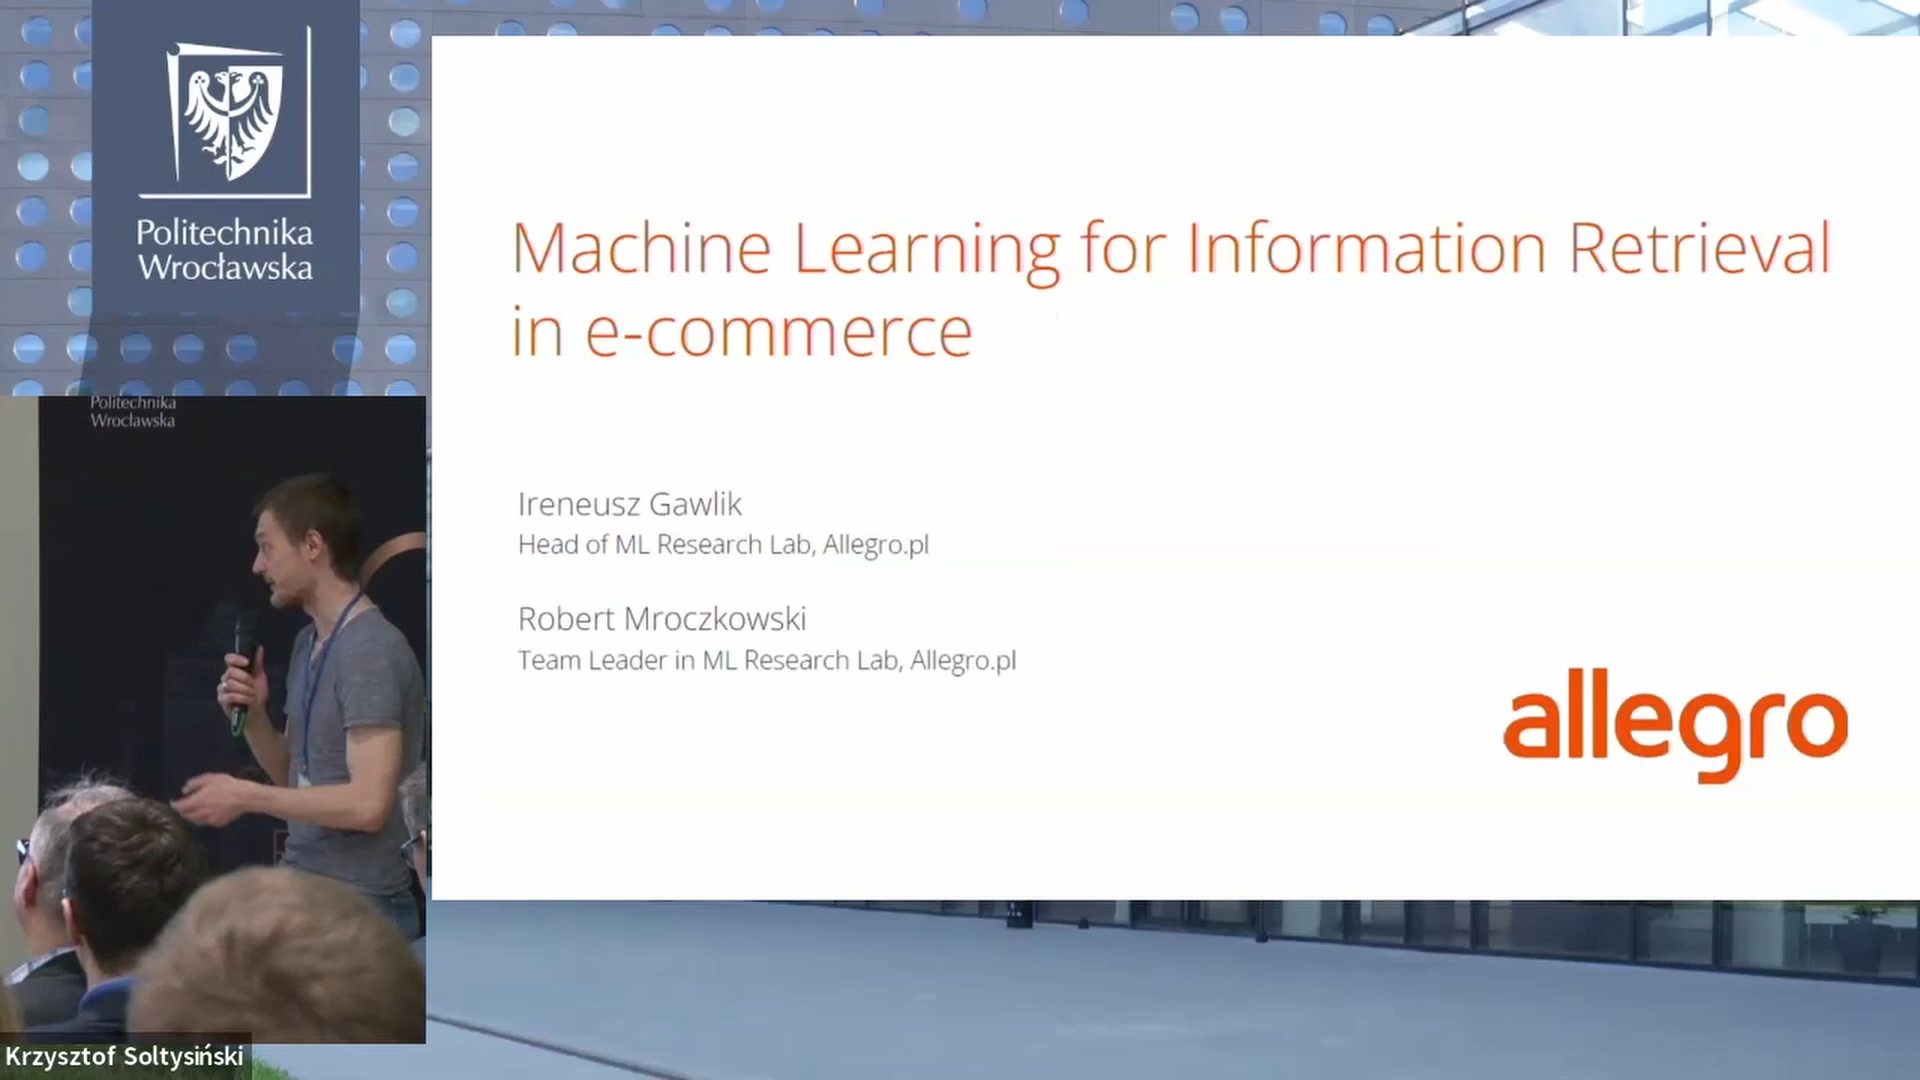 Politechnika
Wrocławska
Machine Learning for Information Retrieval
in e-commerce
Ireneusz Gawlik
Head of ML Research Lab, Allegro.pl
Robert Mroczkowski
Team Leader in ML Research Lab, Allegro.pl
allegro
Politechnika
Wrocławska
Krzysztof Soltysiński